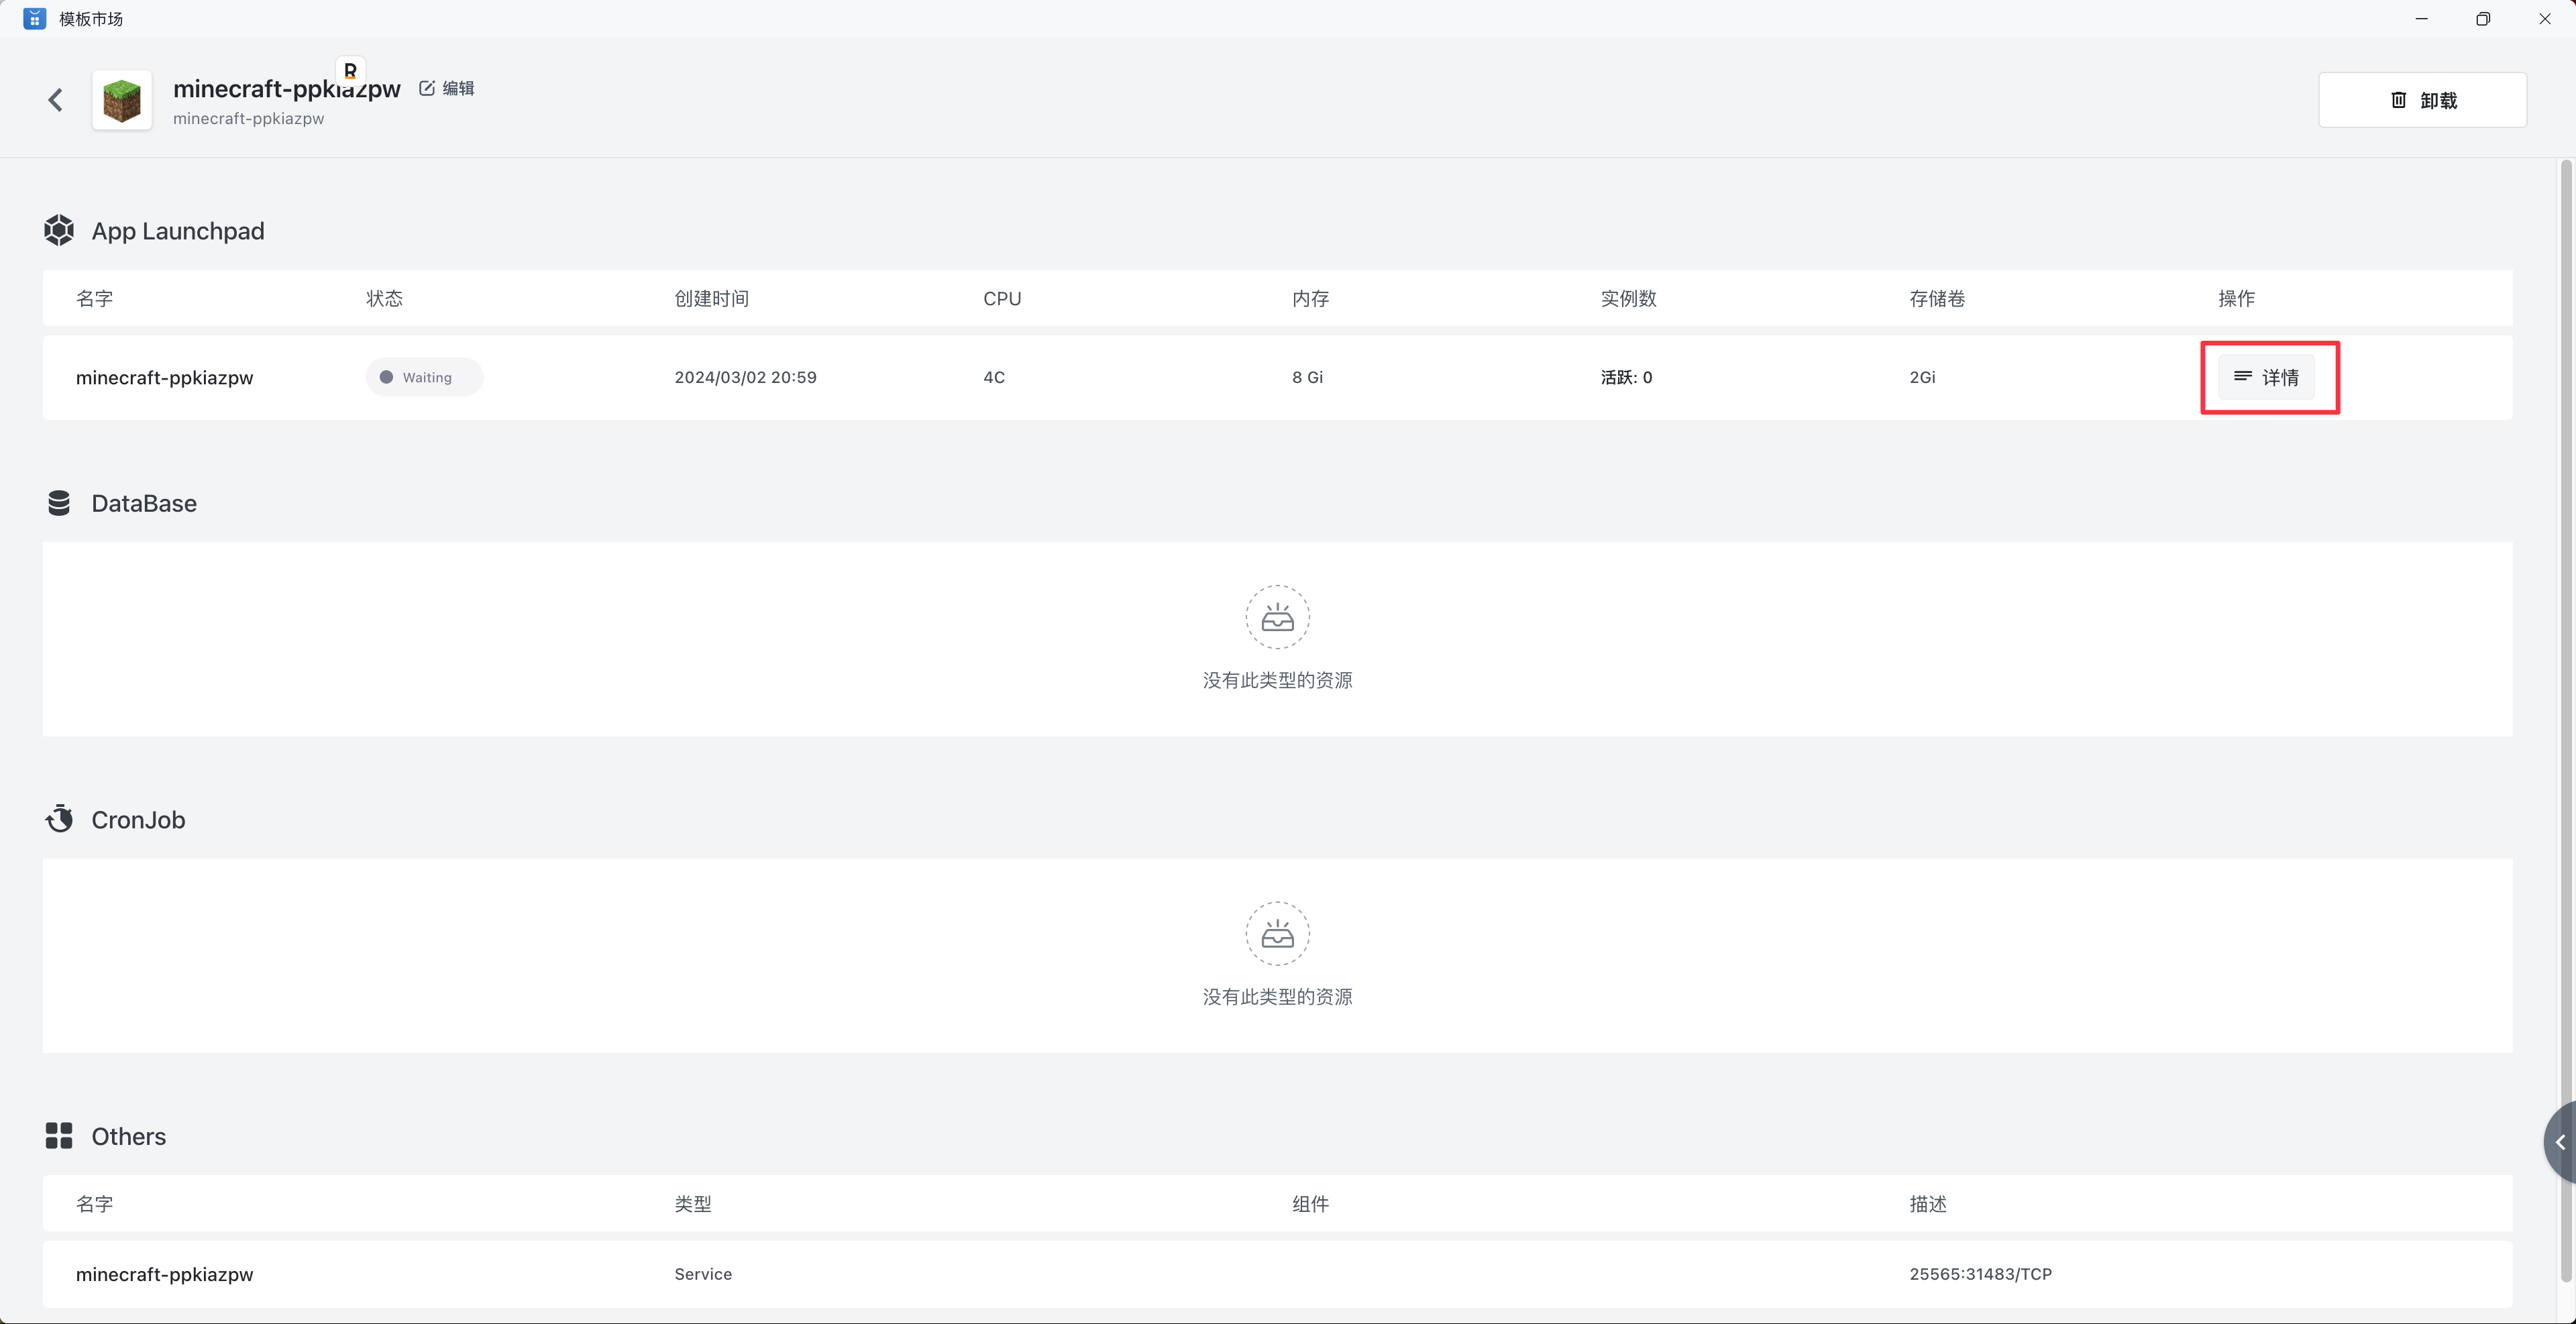 模板市场
R
minecraft-ppkiazpw 编辑
minecraft-ppkiazpw
卸载
App Launchpad
名字 状态 创建时间 CPU 内存 实例数 存储卷 操作
minecraft-ppkiazpw Waiting 2024/03/02 20:59 4C 8 Gi 活跃: 0 2Gi 详情
DataBase
没有此类型的资源
CronJob
没有此类型的资源
Others
名字 类型 组件 描述
minecraft-ppkiazpw Service 25565:31483/TCP